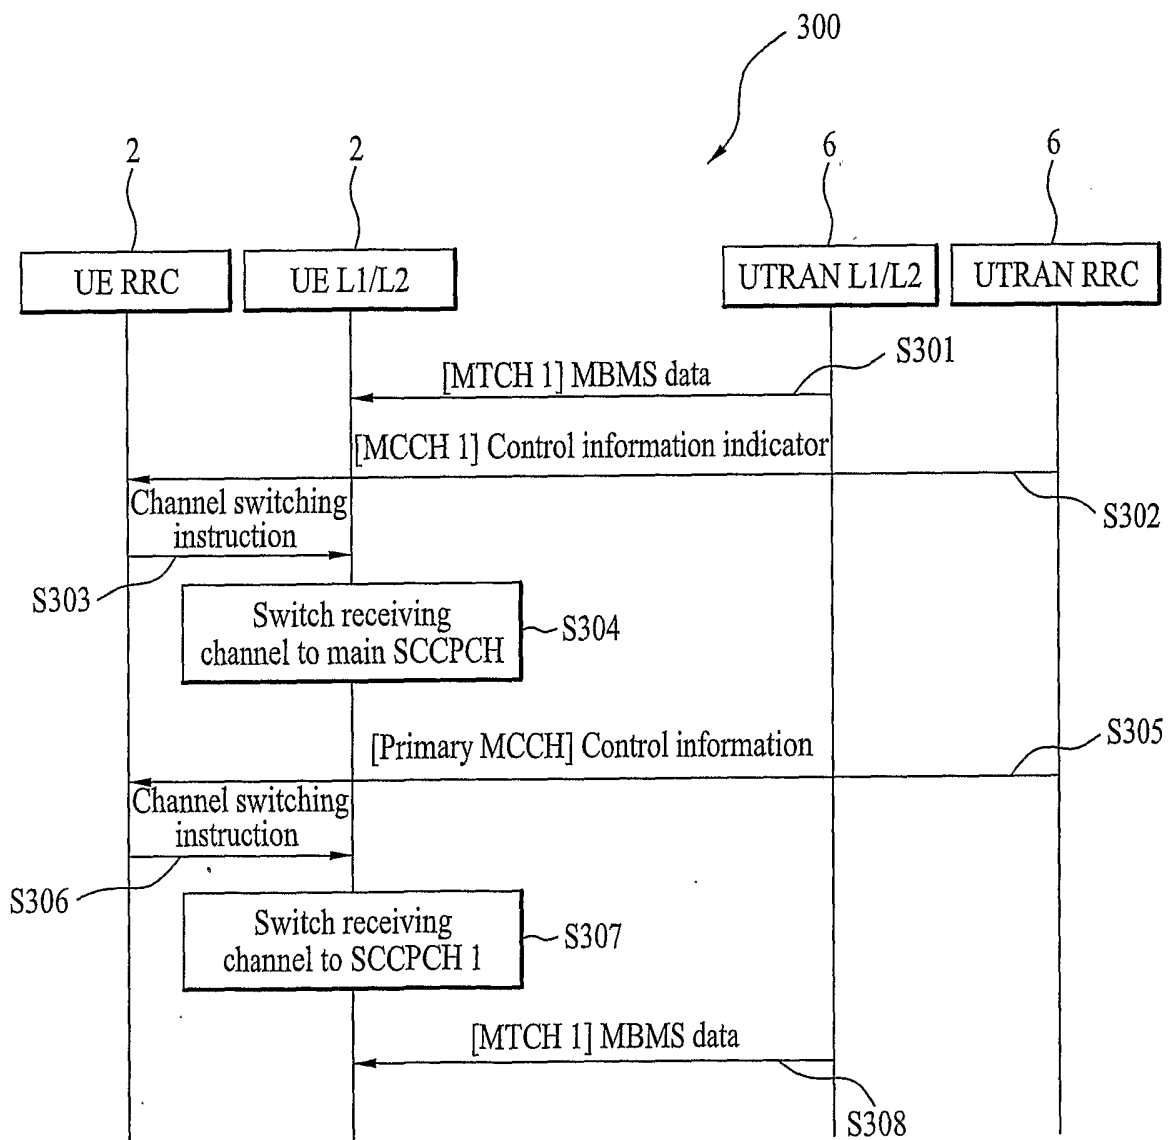 300
2
2
6
6
UE RRC
UE L1/L2
UTRAN L1/L2
UTRAN RRC
S301
[MTCH 1] MBMS data
[MCCH 1] Control information indicator
S302
Channel switching
instruction
S303
Switch receiving
channel to main SCCPCH
S304
[Primary MCCH] Control information
S305
Channel switching
instruction
S306
Switch receiving
channel to SCCPCH 1
S307
[MTCH 1] MBMS data
S308